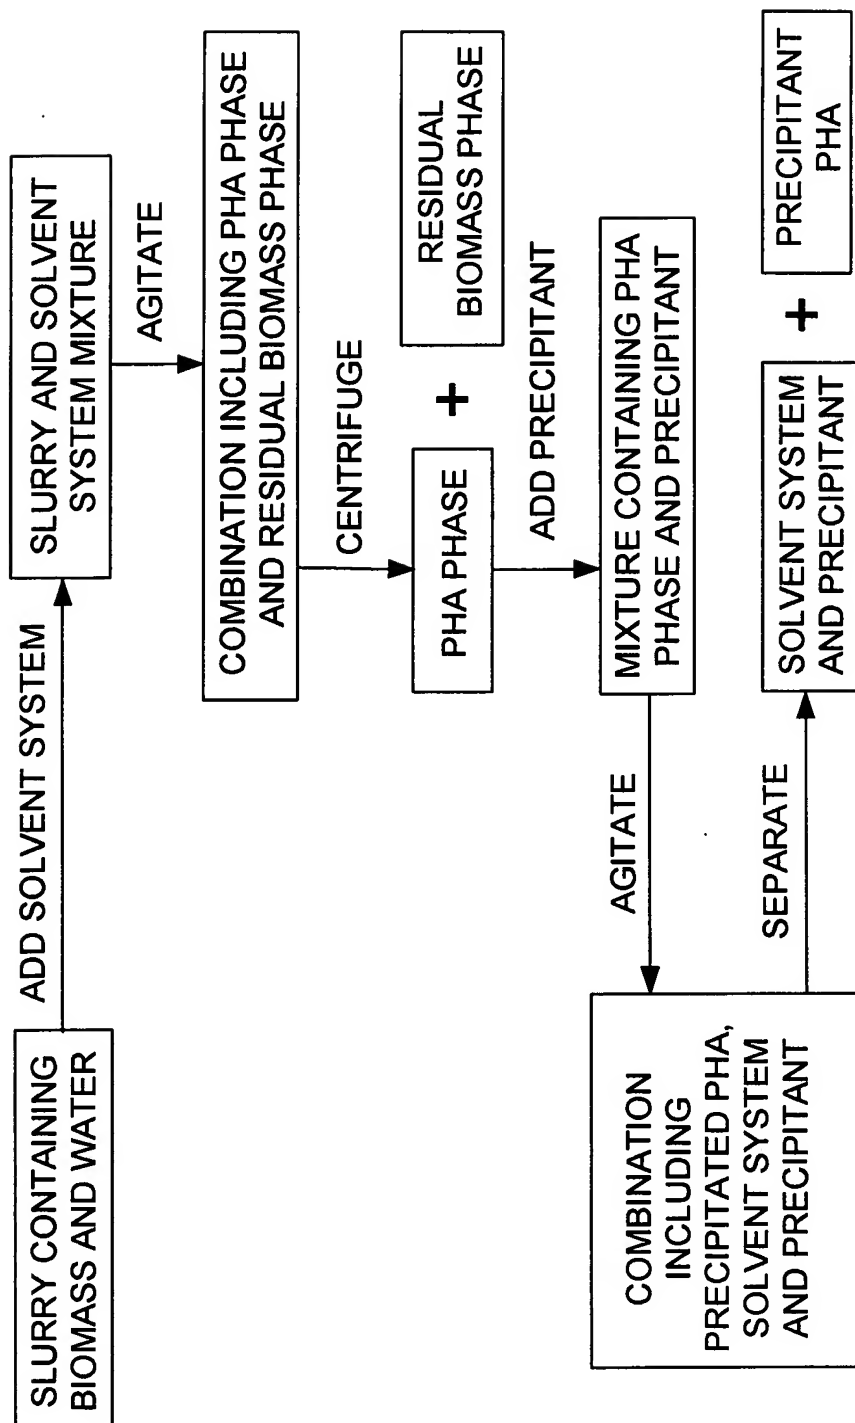 SLURRY CONTAINING
BIOMASS AND WATER
ADD SOLVENT SYSTEM
SLURRY AND SOLVENT
SYSTEM MIXTURE
AGITATE
COMBINATION INCLUDING PHA PHASE
AND RESIDUAL BIOMASS PHASE
CENTRIFUGE
PHA PHASE
+
RESIDUAL
BIOMASS PHASE
ADD PRECIPITANT
MIXTURE CONTAINING PHA
PHASE AND PRECIPITANT
AGITATE
COMBINATION
INCLUDING
PRECIPITATED PHA,
SOLVENT SYSTEM
AND PRECIPITANT
SEPARATE
SOLVENT SYSTEM
AND PRECIPITANT
+
PRECIPITANT
PHA